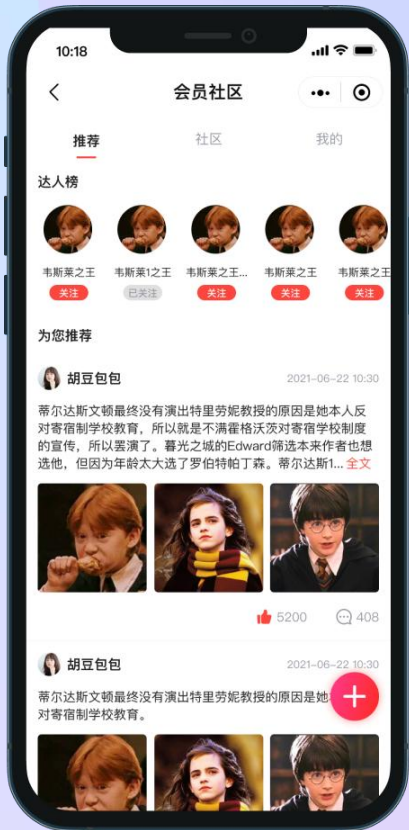 10:18
会员社区
推荐
社区
我的
达人榜
韦斯莱之王
韦斯莱1之王
韦斯莱之王...
韦斯莱之王
韦斯莱之王
关注
已关注
关注
关注
关注
为您推荐
胡豆包包
2021-06-22 10:30
蒂尔达斯文顿最终没有演出特里劳妮教授的原因是她本人反
对寄宿制学校教育，所以就是不满霍格沃茨对寄宿学校制度
的宣传，所以罢演了。暮光之城的Edward筛选本来作者也想
选他，但因为年龄太大选了罗伯特帕丁森。蒂尔达斯1... 全文
5200
408
胡豆包包
2021-06-22 10:30
蒂尔达斯文顿最终没有演出特里劳妮教授的原因是她
对寄宿制学校教育。